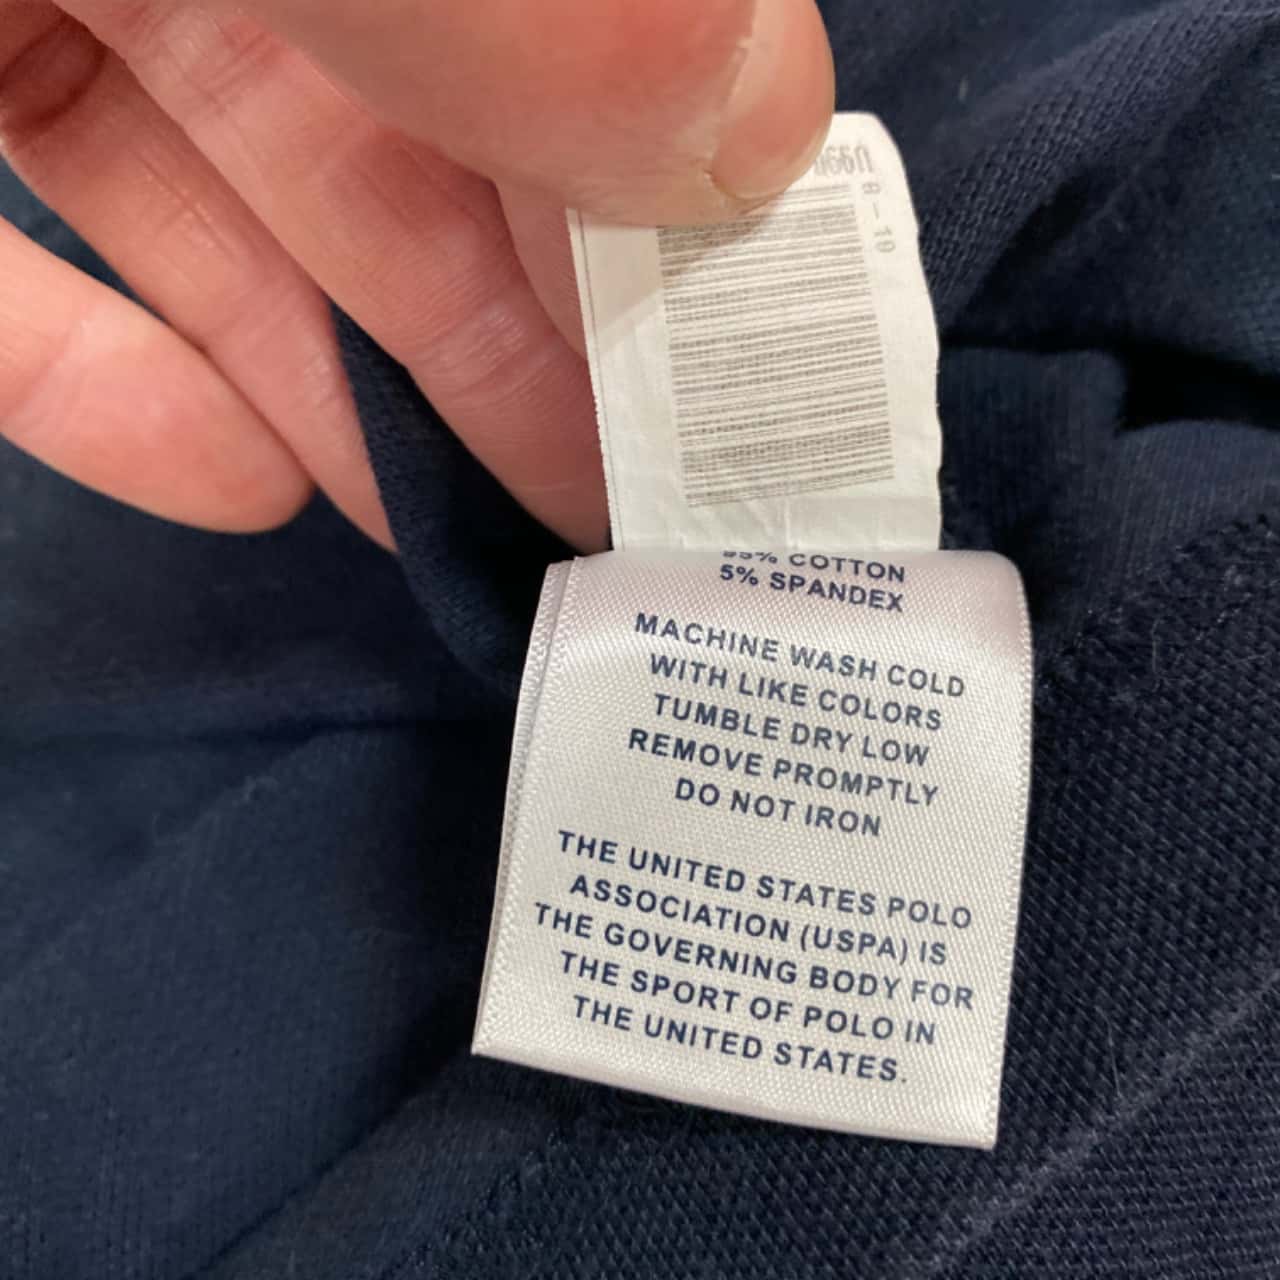 % COTTON
5% SPANDEX
MACHINE WASH COLD
WITH LIKE COLORS
TUMBLE DRY LOW
REMOVE PROMPTLY
DO NOT IRON
THE UNITED STATES POLO
ASSOCIATION (USPA) IS
THE GOVERNING BODY FOR
THE SPORT OF POLO IN
THE UNITED STATES.